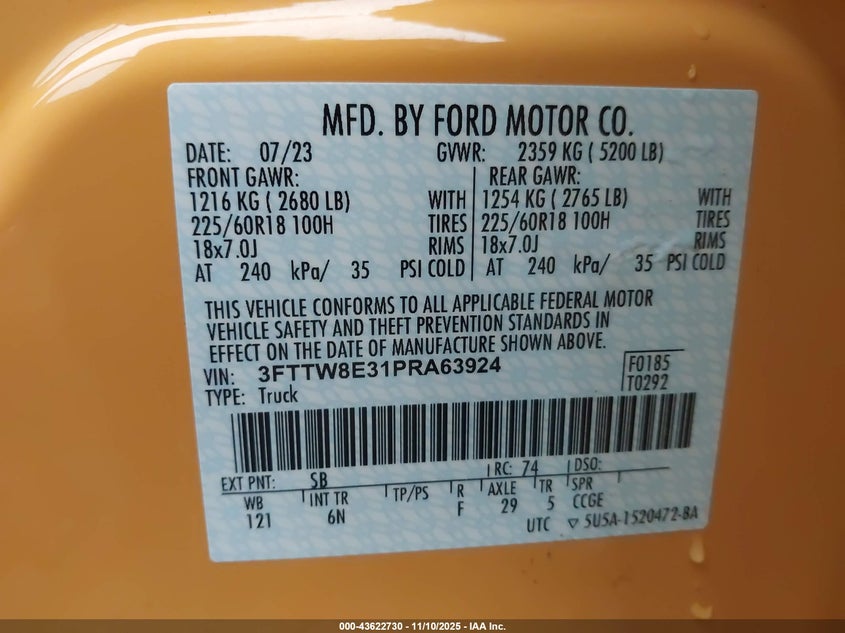 MFD. BY FORD MOTOR CO.
DATE: 07/23 GVWR: 2359 KG ( 5200 LB)
FRONT GAWR: REAR GAWR:
1216 KG ( 2680 LB) WITH 1254 KG ( 2765 LB) WITH
225/60R18 100H TIRES 225/60R18 100H TIRES
18x7.0J RIMS 18x7.0J RIMS
AT 240 kPa/ 35 PSI COLD AT 240 kPa/ 35 PSI COLD
THIS VEHICLE CONFORMS TO ALL APPLICABLE FEDERAL MOTOR
VEHICLE SAFETY AND THEFT PREVENTION STANDARDS IN
EFFECT ON THE DATE OF MANUFACTURE SHOWN ABOVE.
VIN: 3FTTW8E31PRA63924 F0185
TYPE: Truck T0292
EXT PNT: SB RC: 74 DSO:
WB INT TR TP/PS R AXLE TR SPR
121 6N F 29 5 CCGE
UTC ▽ 5U5A-1520472-BA
000-43622730 - 11/10/2025 - IAA Inc.